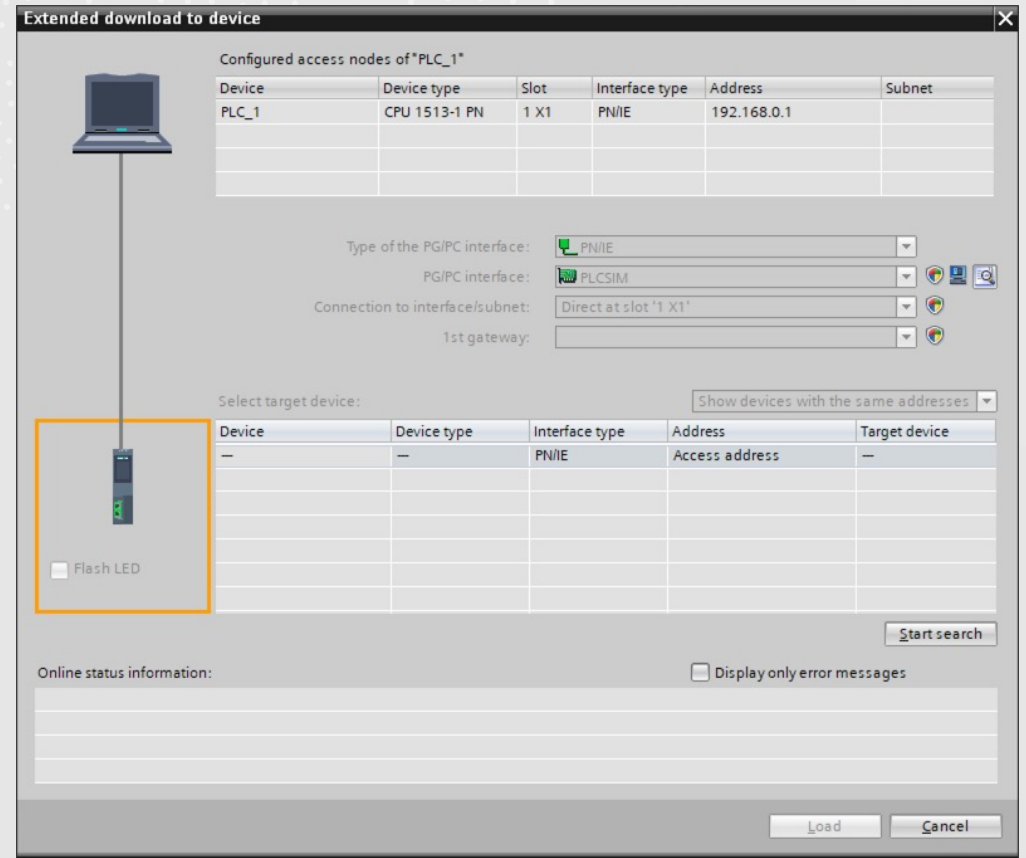 Extended download to device
Configured access nodes of "PLC_1"
Device Device type Slot Interface type Address Subnet
PLC_1 CPU 1513-1 PN 1 X1 PN/IE 192.168.0.1
Type of the PG/PC interface: PN/IE
PG/PC interface: PLCSIM
Connection to interface/subnet: Direct at slot '1 X1'
1st gateway:
Select target device: Show devices with the same addresses
Device Device type Interface type Address Target device
— — PN/IE Access address —
Flash LED
Start search
Online status information: Display only error messages
Load Cancel